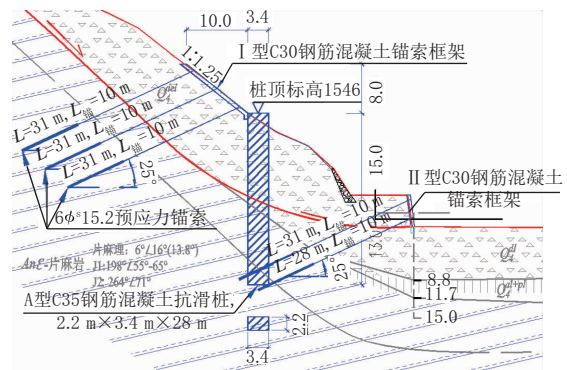 10.0
3.4
1:1.25
Ⅰ型C30钢筋混凝土锚索框架
桩顶标高1546
8.0
L=31 m, L锚=10 m
L=31 m, L锚=10 m
L=31 m, L锚=10 m
25°
15.0
Ⅱ型C30钢筋混凝土
锚索框架
6ϕˢ15.2预应力锚索
L=31 m, L锚=10 m
L=28 m, L锚=10 m
25°
13
片麻理: 6°∠16°(13.8°)
Anϵ-片麻岩
J1:198°∠55°-65°
J2: 264°∠71°
A型C35钢筋混凝土抗滑桩,
2.2 m×3.4 m×28 m
8.8
11.7
15.0
2.2
3.4